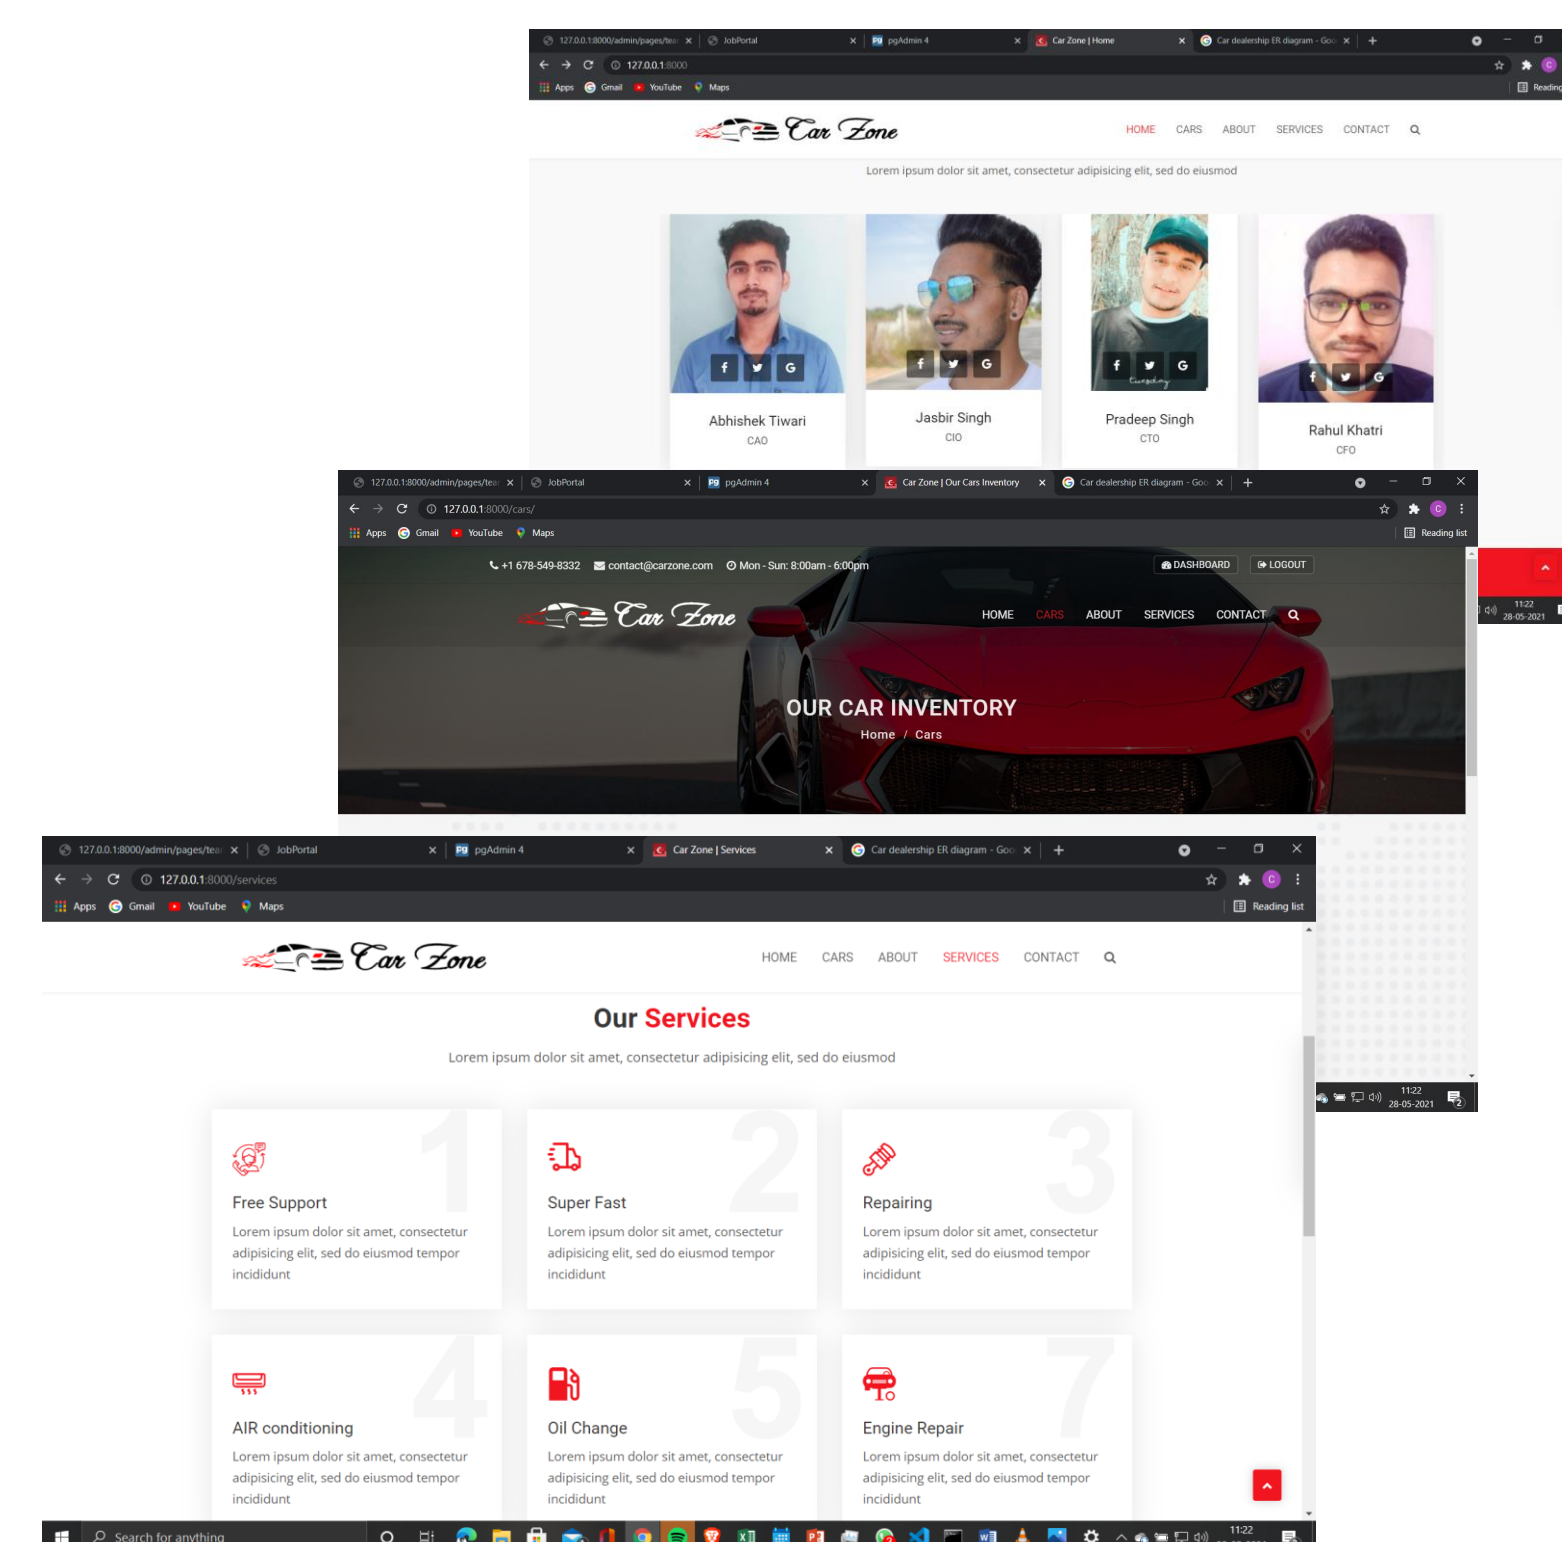 127.0.0.1:8000/admin/pages/tea
JobPortal
pgAdmin 4
Car Zone | Home
Car dealership ER diagram - Goo
127.0.0.1:8000
Apps
Gmail
YouTube
Maps
Reading
Car Zone
HOME
CARS
ABOUT
SERVICES
CONTACT
Lorem ipsum dolor sit amet, consectetur adipisicing elit, sed do eiusmod
Tuesday
Abhishek Tiwari
CAO
Jasbir Singh
CIO
Pradeep Singh
CTO
Rahul Khatri
CFO
11:22
28-05-2021
127.0.0.1:8000/admin/pages/tea
JobPortal
pgAdmin 4
Car Zone | Our Cars Inventory
Car dealership ER diagram - Goo
127.0.0.1:8000/cars/
Apps
Gmail
YouTube
Maps
Reading list
+1 678-549-8332
contact@carzone.com
Mon - Sun: 8:00am - 6:00pm
DASHBOARD
LOGOUT
Car Zone
HOME
CARS
ABOUT
SERVICES
CONTACT
OUR CAR INVENTORY
Home / Cars
11:22
28-05-2021
2
127.0.0.1:8000/admin/pages/tea
JobPortal
pgAdmin 4
Car Zone | Services
Car dealership ER diagram - Goo
127.0.0.1:8000/services
Apps
Gmail
YouTube
Maps
Reading list
Car Zone
HOME
CARS
ABOUT
SERVICES
CONTACT
Our Services
Lorem ipsum dolor sit amet, consectetur adipisicing elit, sed do eiusmod
1
Free Support
Lorem ipsum dolor sit amet, consectetur
adipisicing elit, sed do eiusmod tempor
incididunt
2
Super Fast
Lorem ipsum dolor sit amet, consectetur
adipisicing elit, sed do eiusmod tempor
incididunt
3
Repairing
Lorem ipsum dolor sit amet, consectetur
adipisicing elit, sed do eiusmod tempor
incididunt
4
AIR conditioning
Lorem ipsum dolor sit amet, consectetur
adipisicing elit, sed do eiusmod tempor
incididunt
5
Oil Change
Lorem ipsum dolor sit amet, consectetur
adipisicing elit, sed do eiusmod tempor
incididunt
7
Engine Repair
Lorem ipsum dolor sit amet, consectetur
adipisicing elit, sed do eiusmod tempor
incididunt
Search for anything
11:22